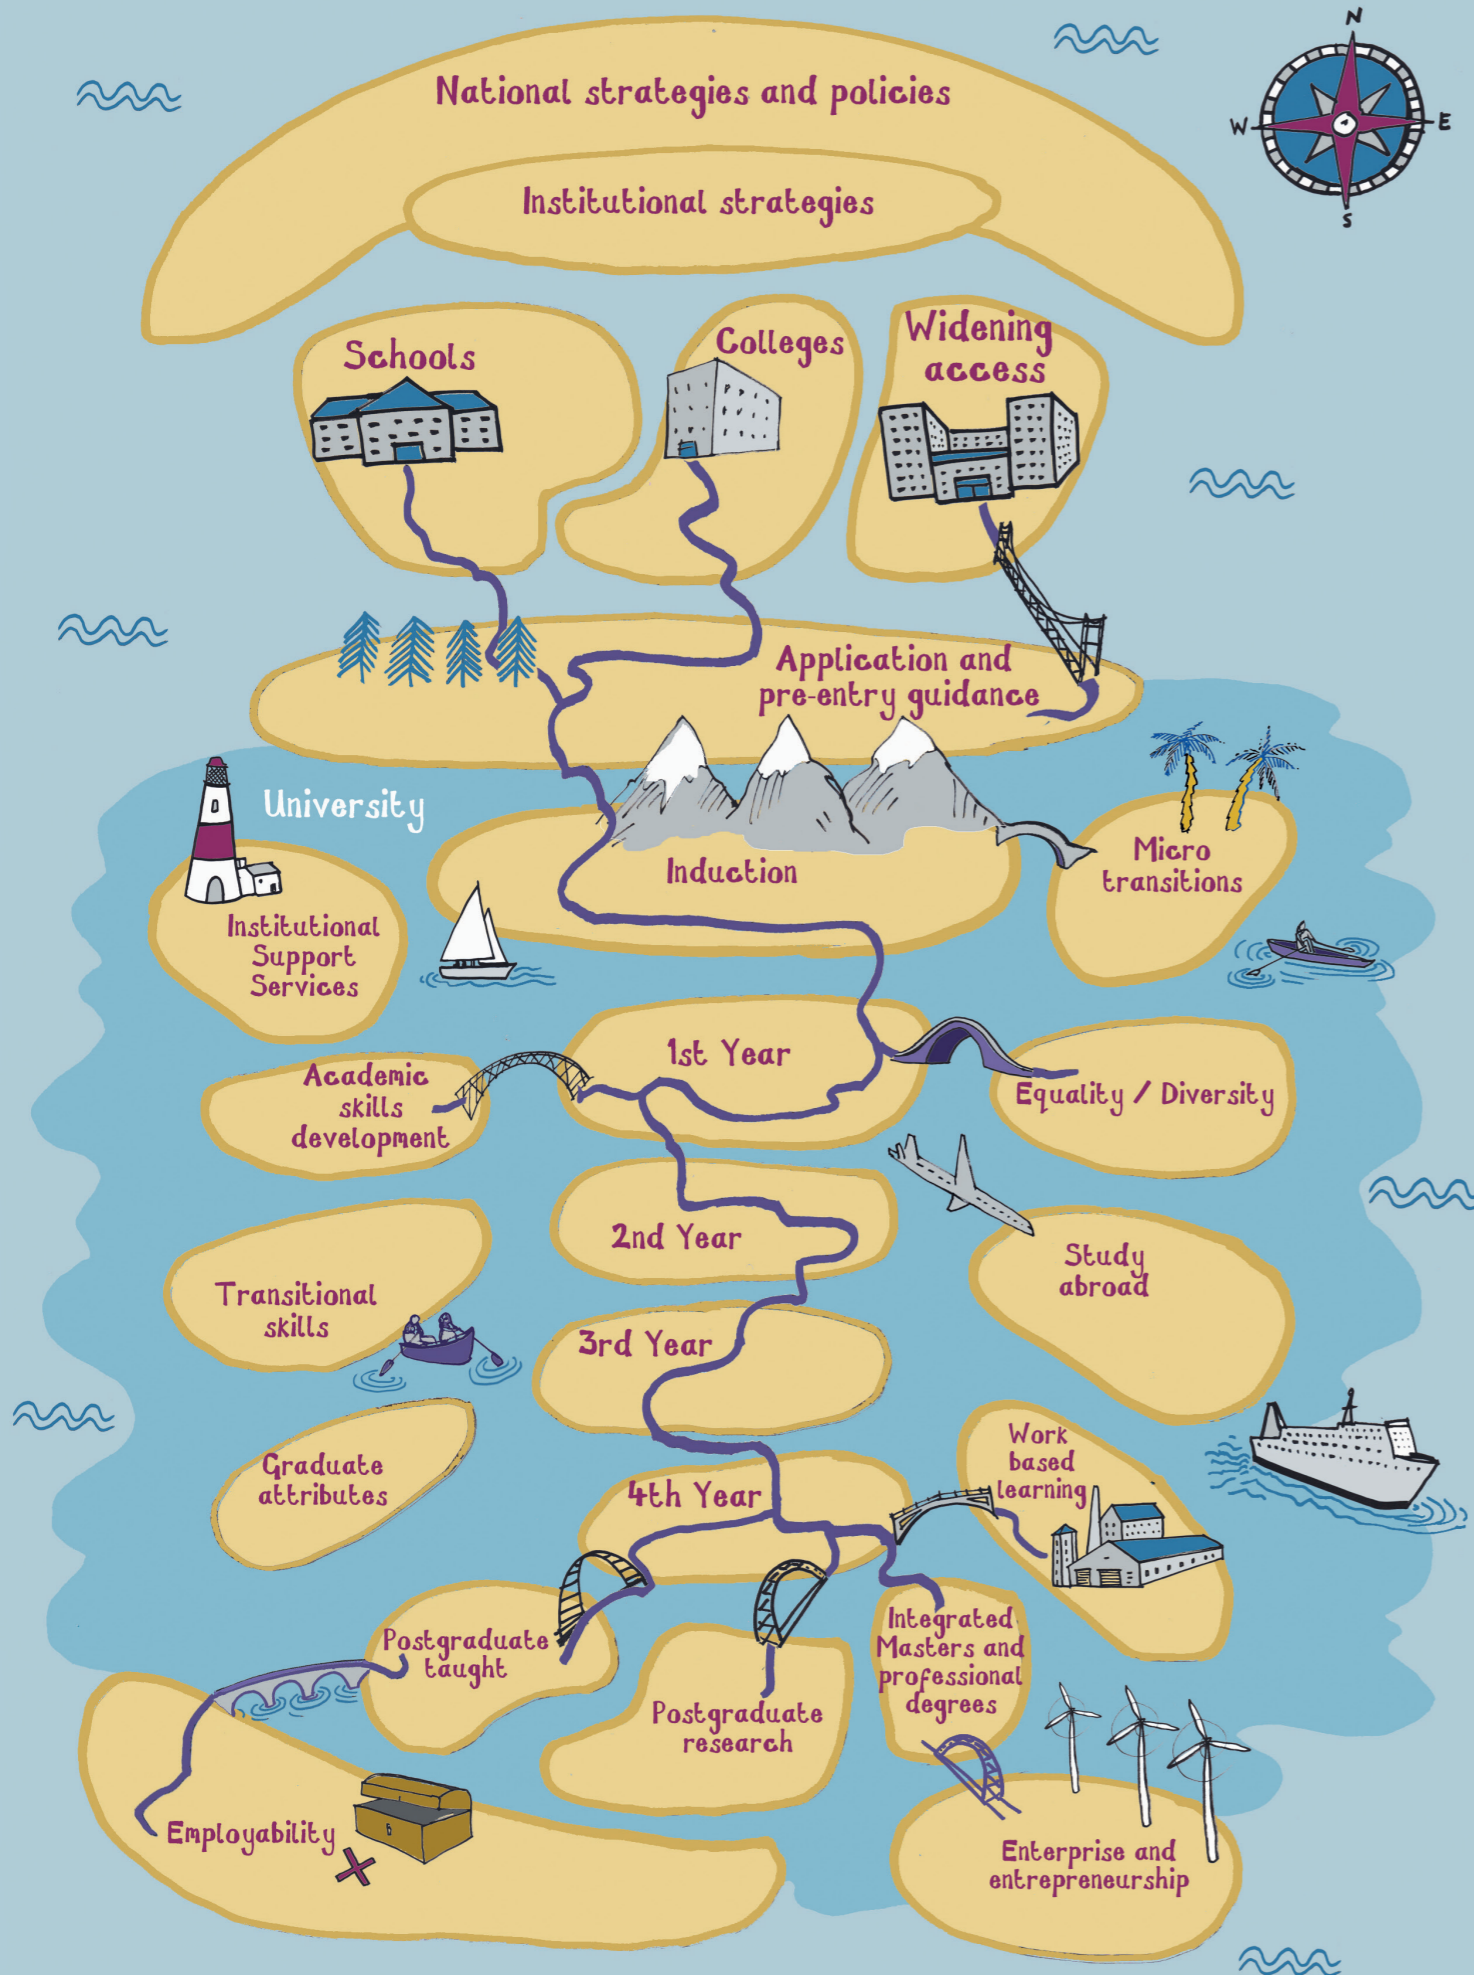 N
W
E
S
National strategies and policies
Institutional strategies
Schools
Colleges
Widening
access
Application and
pre-entry guidance
University
Induction
Micro
transitions
Institutional
Support
Services
1st Year
Academic
skills
development
Equality / Diversity
2nd Year
Study
abroad
Transitional
skills
3rd Year
Work
based
learning
Graduate
attributes
4th Year
Integrated
Masters and
professional
degrees
Postgraduate
taught
Postgraduate
research
Employability
Enterprise and
entrepreneurship